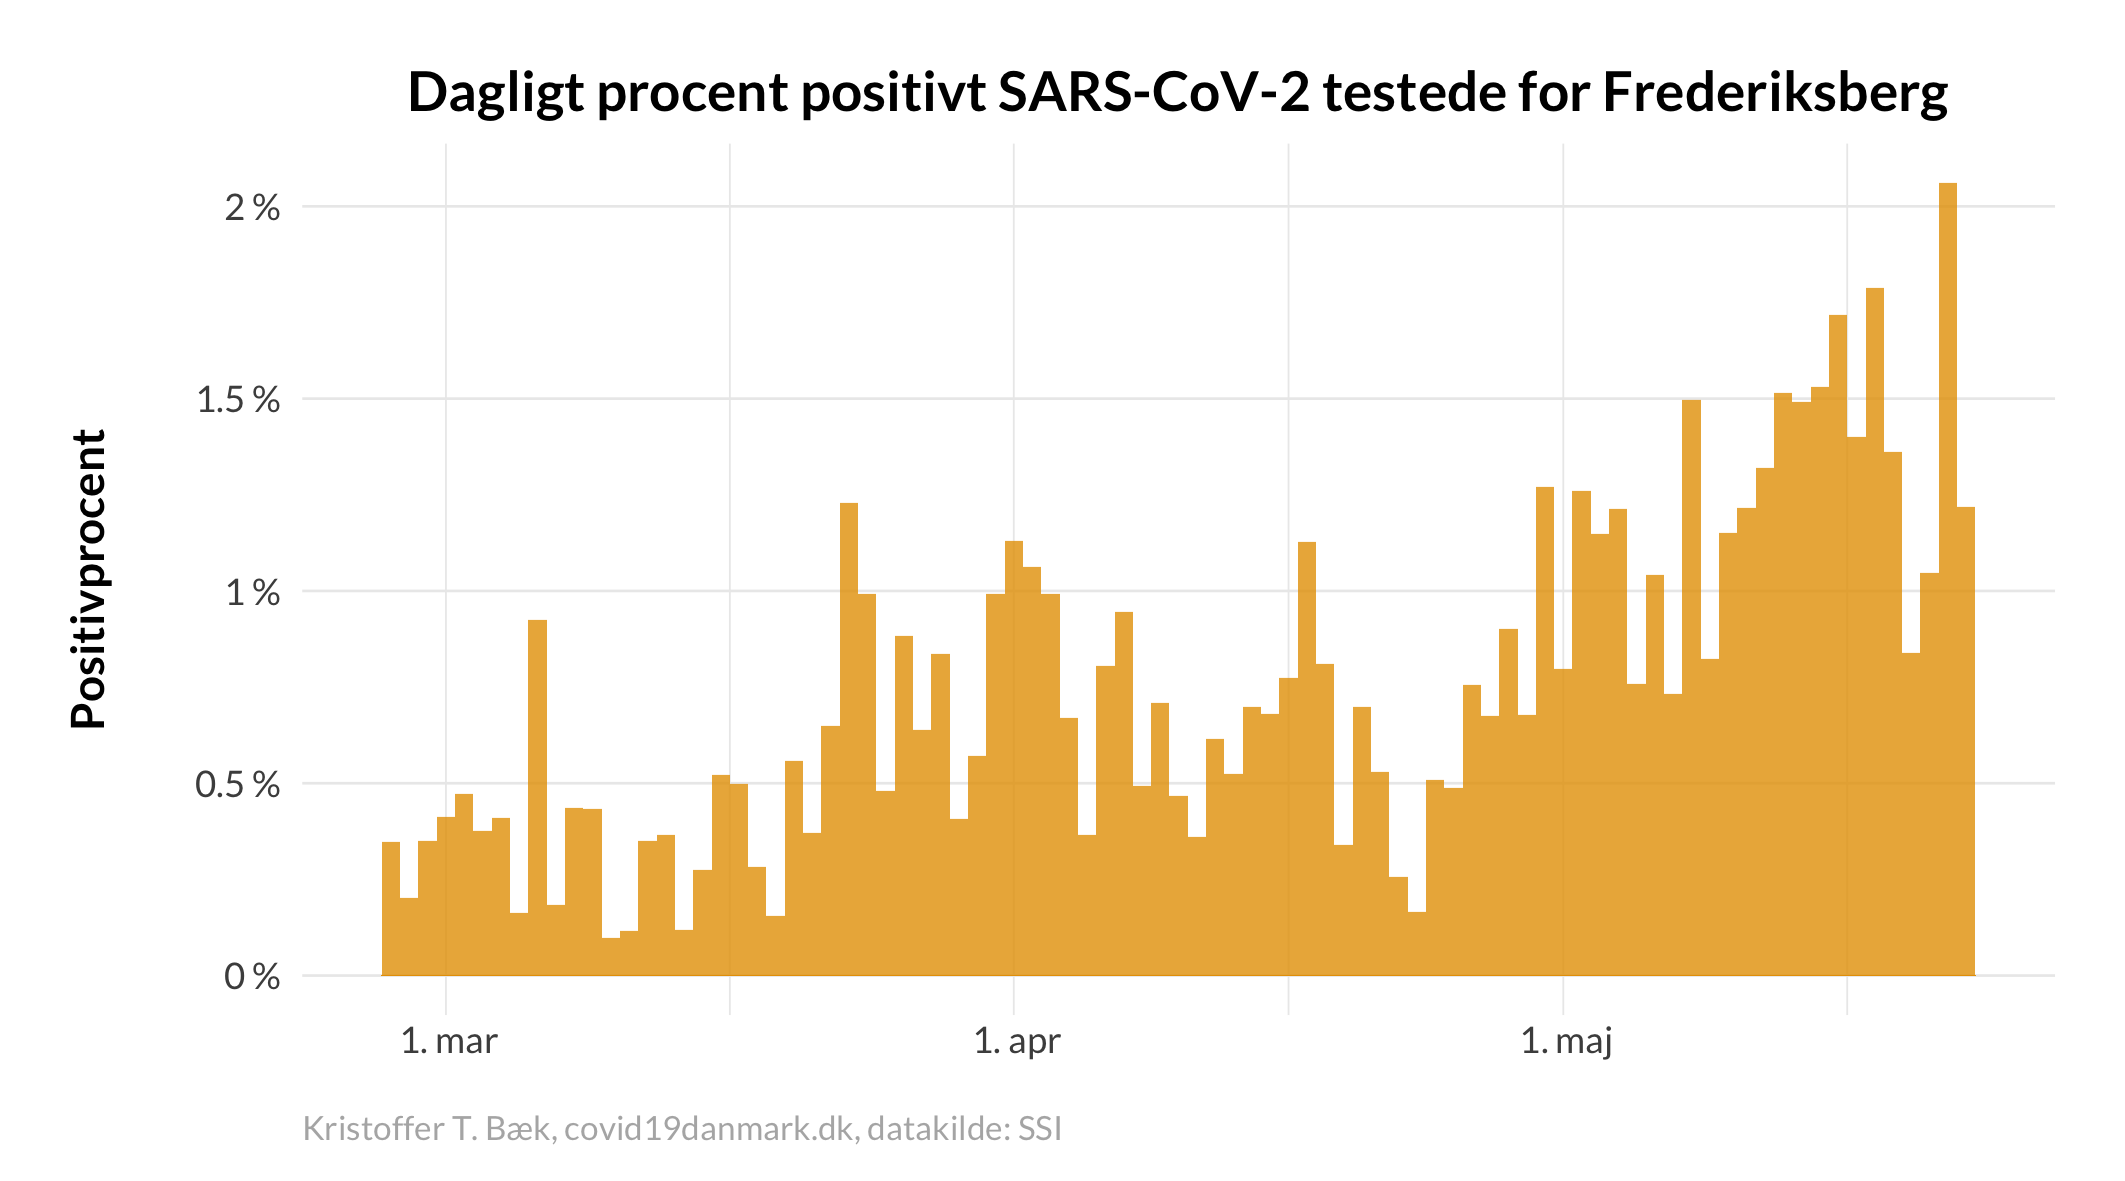 Dagligt procent positivt SARS-CoV-2 testede for Frederiksberg
Positivprocent
2 %
1.5 %
1 %
0.5 %
0 %
1. mar
1. apr
1. maj
Kristoffer T. Bæk, covid19danmark.dk, datakilde: SSI